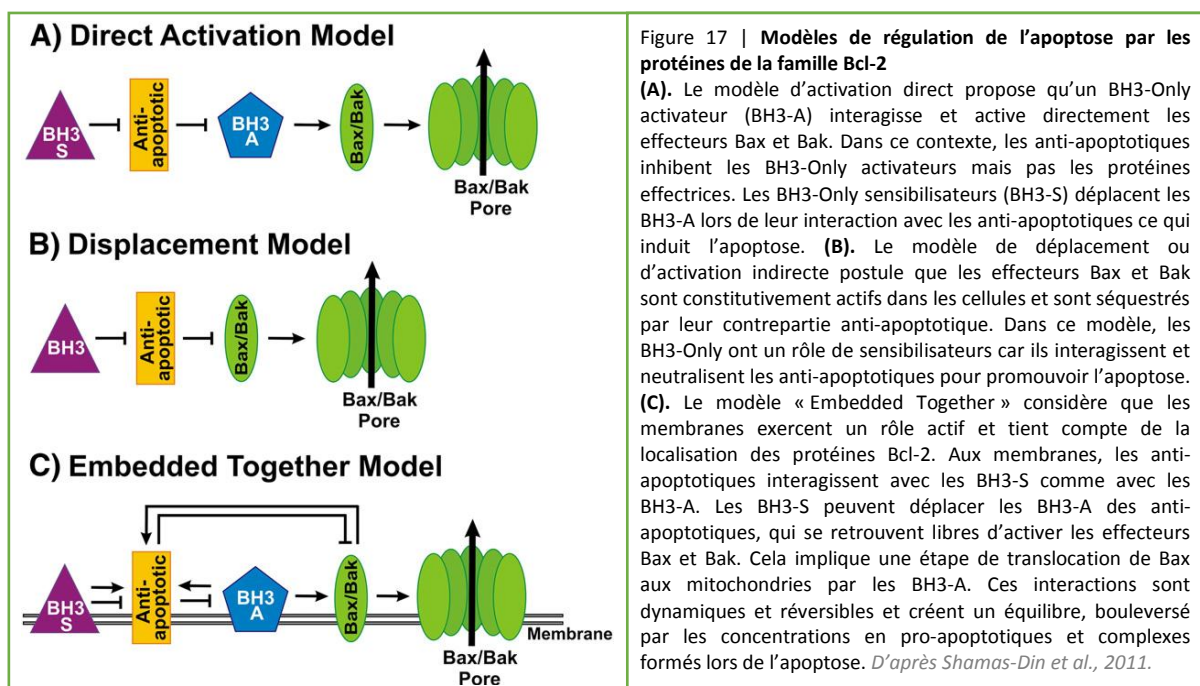 A) Direct Activation Model
BH3
S
Anti-
apoptotic
BH3
A
Bax/Bak
Bax/Bak
Pore
B) Displacement Model
BH3
Anti-
apoptotic
Bax/Bak
Bax/Bak
Pore
C) Embedded Together Model
BH3
S
Anti-
apoptotic
BH3
A
Bax/Bak
Membrane
Bax/Bak
Pore
Figure 17 | Modèles de régulation de l’apoptose par les
protéines de la famille Bcl-2
(A). Le modèle d’activation direct propose qu’un BH3-Only
activateur (BH3-A) interagisse et active directement les
effecteurs Bax et Bak. Dans ce contexte, les anti-apoptotiques
inhibent les BH3-Only activateurs mais pas les protéines
effectrices. Les BH3-Only sensibilisateurs (BH3-S) déplacent les
BH3-A lors de leur interaction avec les anti-apoptotiques ce qui
induit l’apoptose. (B). Le modèle de déplacement ou
d’activation indirecte postule que les effecteurs Bax et Bak
sont constitutivement actifs dans les cellules et sont séquestrés
par leur contrepartie anti-apoptotique. Dans ce modèle, les
BH3-Only ont un rôle de sensibilisateurs car ils interagissent et
neutralisent les anti-apoptotiques pour promouvoir l’apoptose.
(C). Le modèle « Embedded Together » considère que les
membranes exercent un rôle actif et tient compte de la
localisation des protéines Bcl-2. Aux membranes, les anti-
apoptotiques interagissent avec les BH3-S comme avec les
BH3-A. Les BH3-S peuvent déplacer les BH3-A des anti-
apoptotiques, qui se retrouvent libres d’activer les effecteurs
Bax et Bak. Cela implique une étape de translocation de Bax
aux mitochondries par les BH3-A. Ces interactions sont
dynamiques et réversibles et créent un équilibre, bouleversé
par les concentrations en pro-apoptotiques et complexes
formés lors de l’apoptose. D’après Shamas-Din et al., 2011.